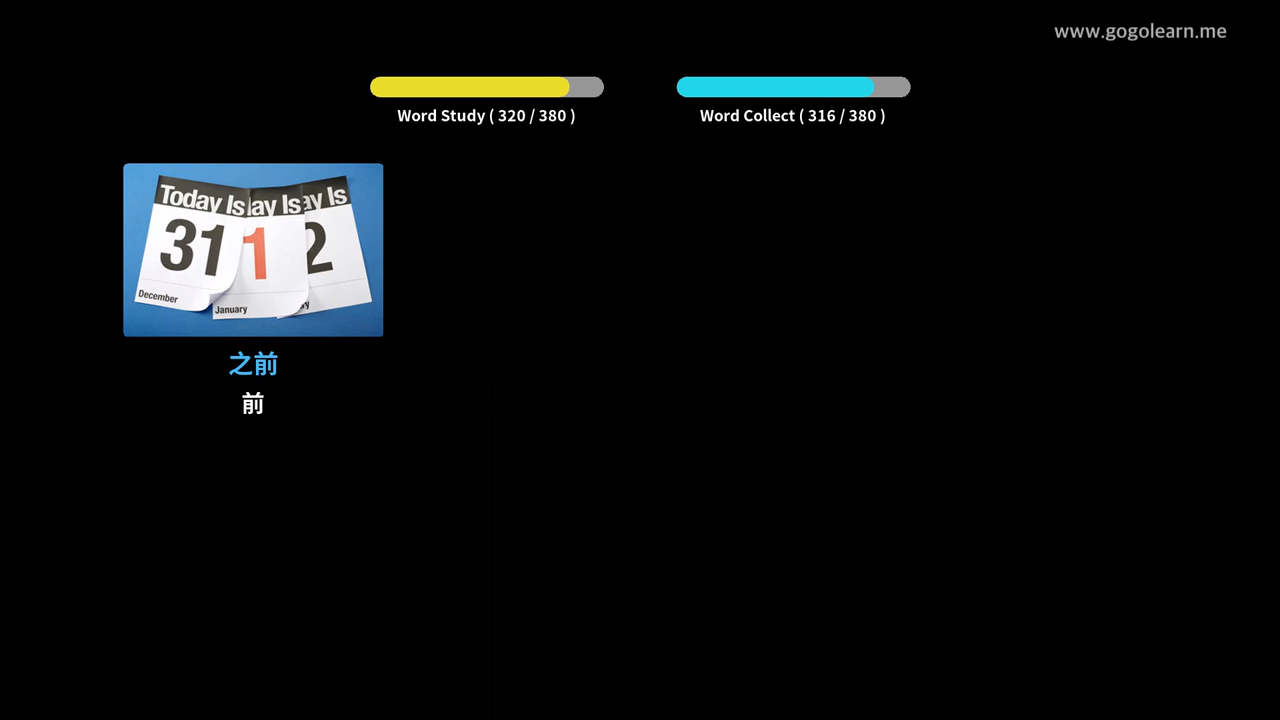 www.gogolearn.me
Word Study ( 320 / 380 )
Word Collect ( 316 / 380 )
Today Is
ay Is
ay Is
31
1
2
December
January
之前
前